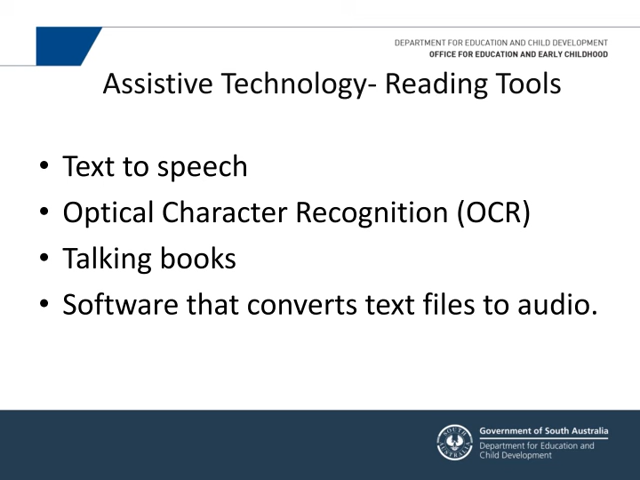 DEPARTMENT FOR EDUCATION AND CHILD DEVELOPMENT
OFFICE FOR EDUCATION AND EARLY CHILDHOOD
Assistive Technology- Reading Tools
• Text to speech
• Optical Character Recognition (OCR)
• Talking books
• Software that converts text files to audio.
Government of South Australia
Department for Education and
Child Development